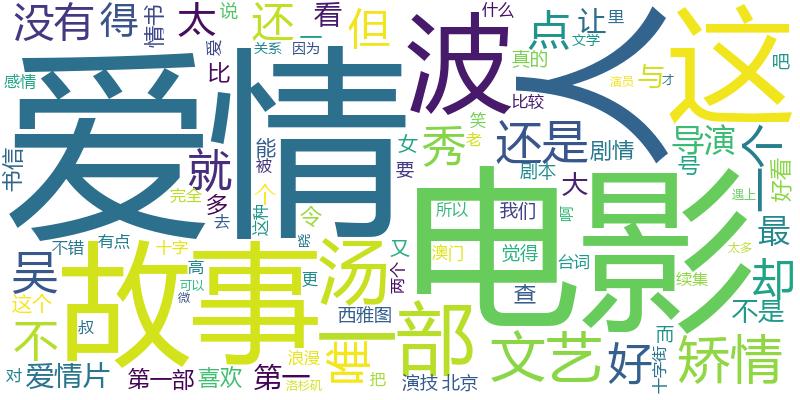 没有
得
情书
太
说
还
一
看
但
波
什么
点
让
里
文学
这
吧
感情
爱
关系
因为
真的
与
演员
才
爱情
比
人
比较
一个
书信
就
能
被
女
秀
笑
老
还是
剧情
导演
号
好看
多
完全
个
这种
要
剧本
大
去
令
电影
所以
我们
遇上
最
不错
有点
十字
故事
汤
又
澳门
觉得
写
台词
太多
吴
高
可以
更
两个
查
续集
却
这个
不
叔
微
西雅图
唯一
部
文艺
好
而
不是
十字街
矫情
对
爱情片
第一部
喜欢
浪漫
第一
洛杉矶
把
演技
北京